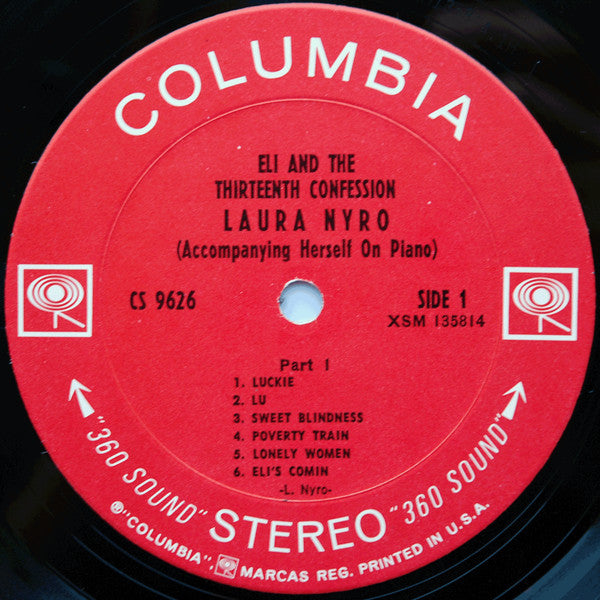 COLUMBIA
ELI AND THE
THIRTEENTH CONFESSION
LAURA NYRO
(Accompanying Herself On Piano)
CS 9626
SIDE 1
XSM 135814
Part 1
1. LUCKIE
2. LU
3. SWEET BLINDNESS
4. POVERTY TRAIN
5. LONELY WOMEN
6. ELI'S COMIN
-L. Nyro-
"360 SOUND" STEREO "360 SOUND"
℗"COLUMBIA", MARCAS REG. PRINTED IN U.S.A.